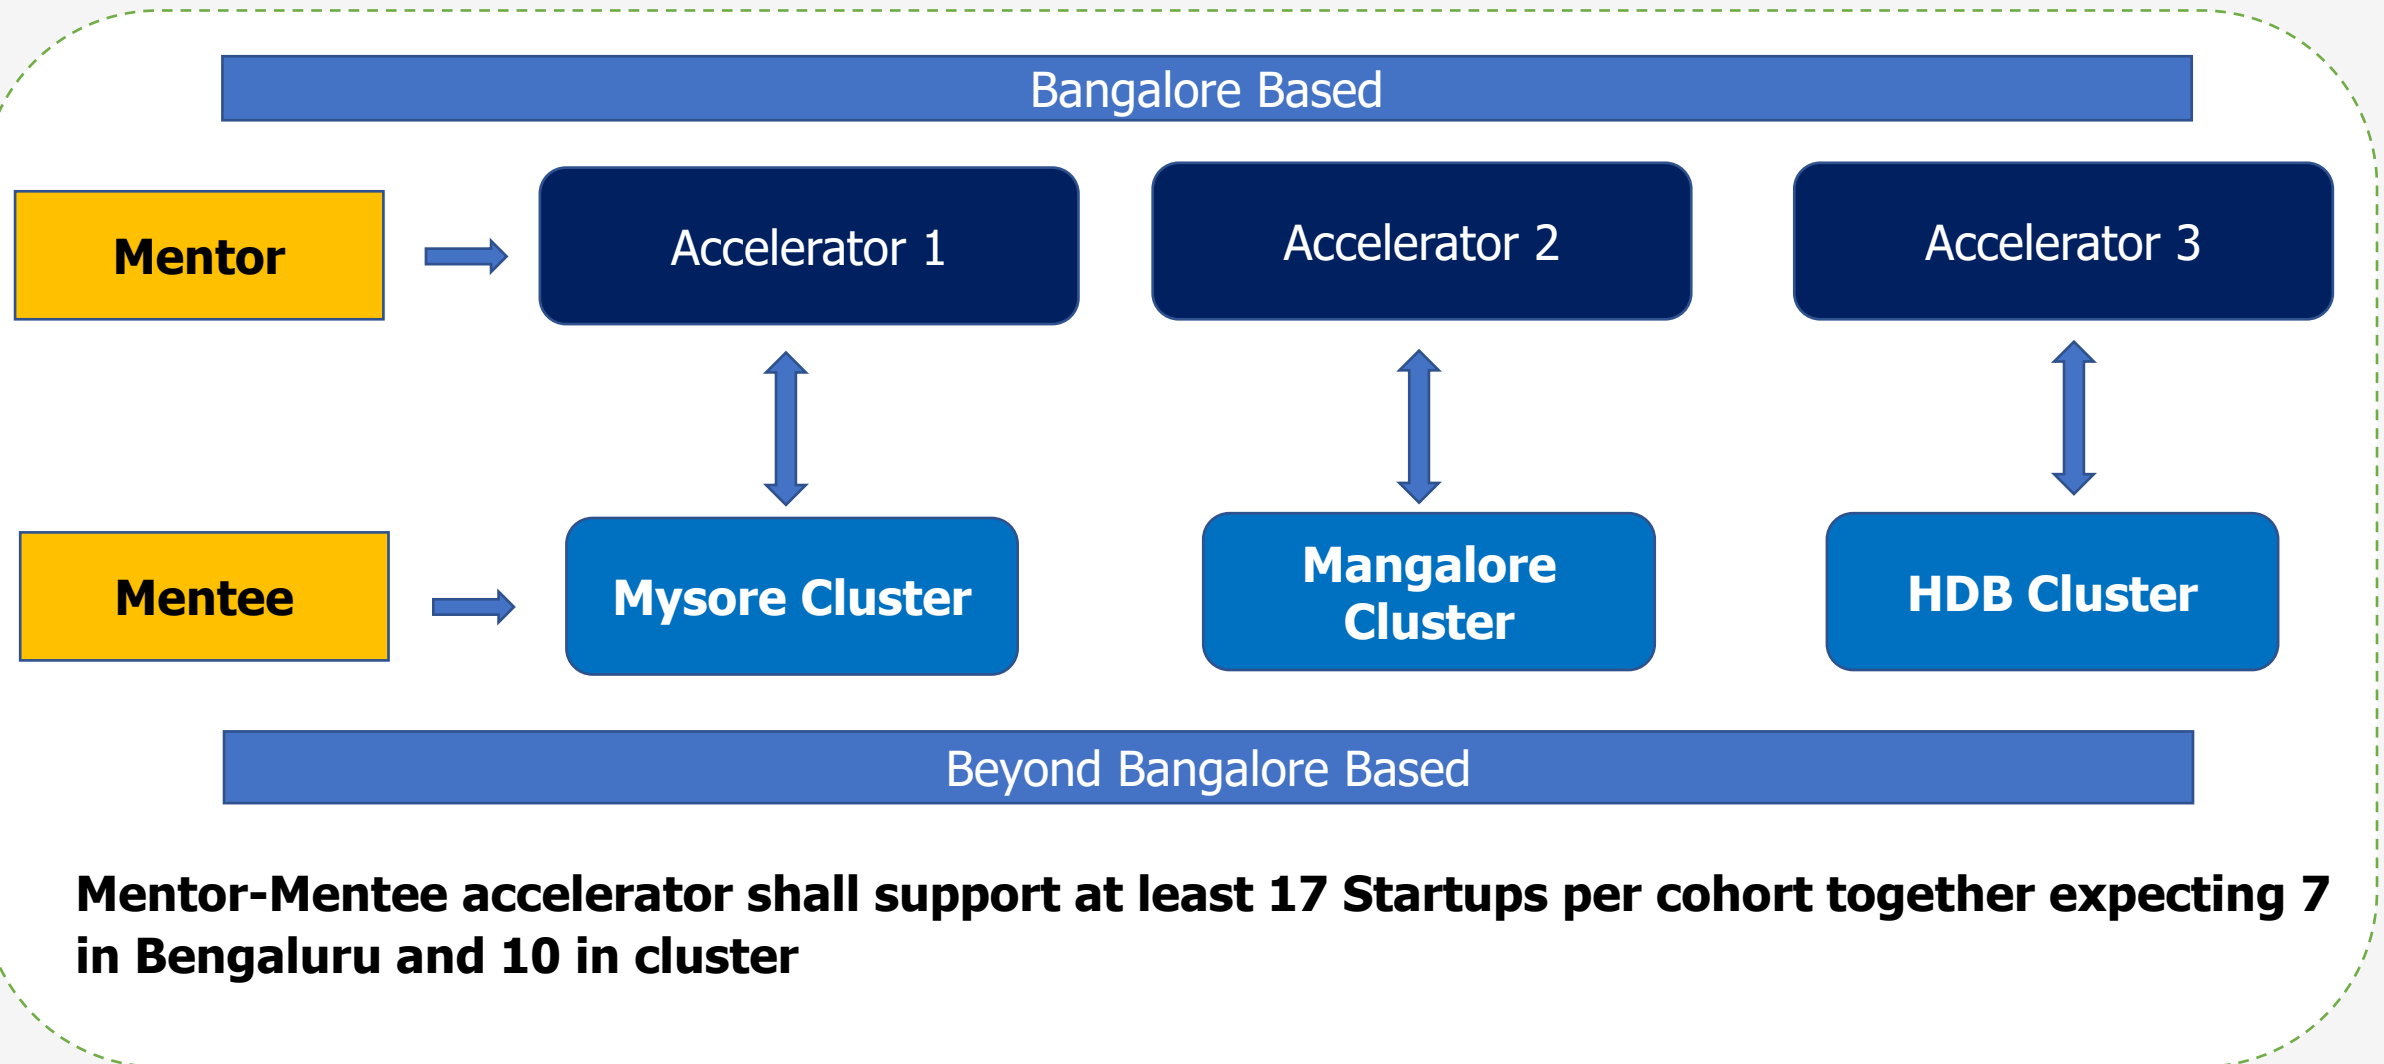 Bangalore Based
Mentor
Accelerator 1
Accelerator 2
Accelerator 3
Mentee
Mysore Cluster
Mangalore
Cluster
HDB Cluster
Beyond Bangalore Based
Mentor-Mentee accelerator shall support at least 17 Startups per cohort together expecting 7
in Bengaluru and 10 in cluster